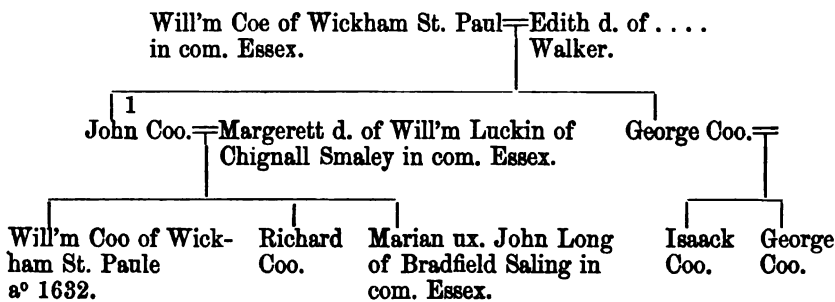 Will'm Coe of Wickham St. Paul=Edith d. of . . . .
in com. Essex. Walker.
1
John Coo.=Margerett d. of Will'm Luckin of
Chignall Smaley in com. Essex.
George Coo.=
Will'm Coo of Wick-
ham St. Paule
aº 1632.
Richard
Coo.
Marian ux. John Long
of Bradfield Saling in
com. Essex.
Isaack
Coo.
George
Coo.